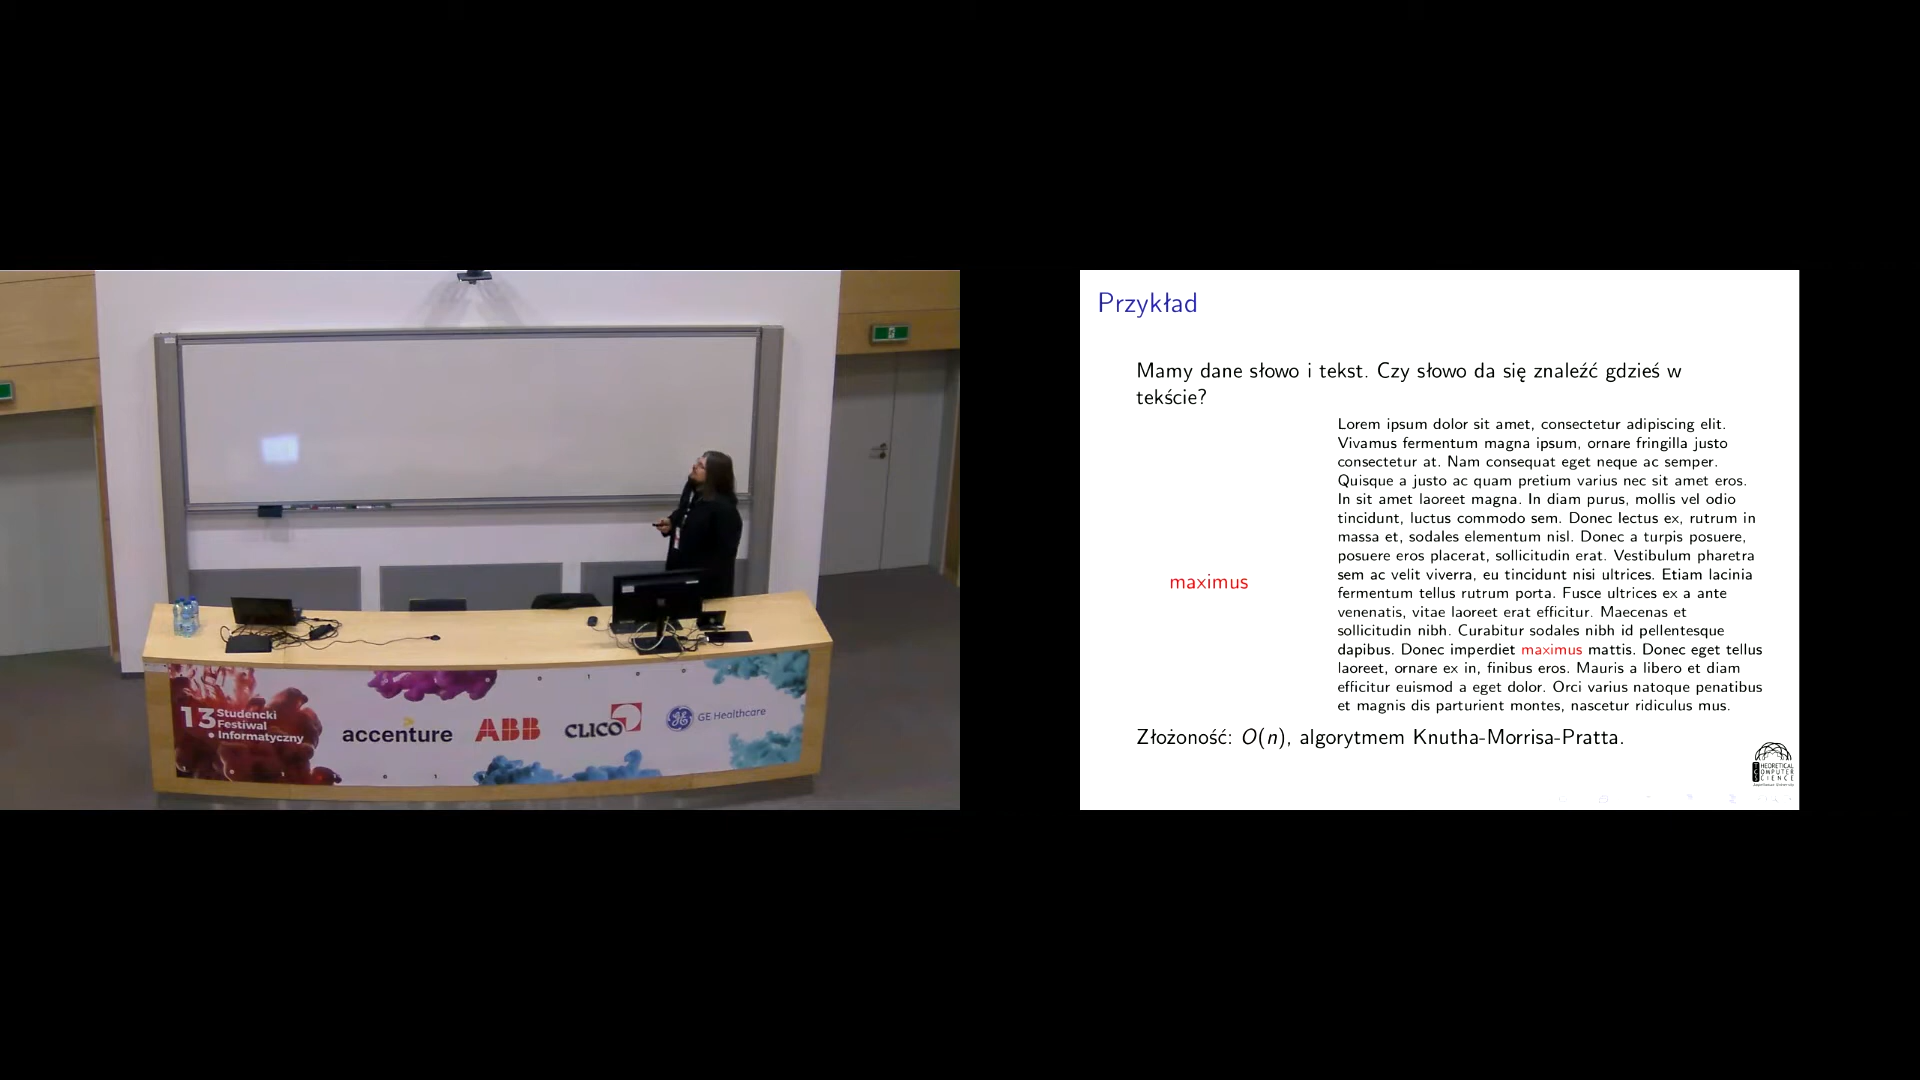 13 Studencki
Festiwal
Informatyczny
accenture
ABB
CLICO
GE Healthcare
Przykład
Mamy dane słowo i tekst. Czy słowo da się znaleźć gdzieś w
tekście?
maximus
Lorem ipsum dolor sit amet, consectetur adipiscing elit.
Vivamus fermentum magna ipsum, ornare fringilla justo
consectetur at. Nam consequat eget neque ac semper.
Quisque a justo ac quam pretium varius nec sit amet eros.
In sit amet laoreet magna. In diam purus, mollis vel odio
tincidunt, luctus commodo sem. Donec lectus ex, rutrum in
massa et, sodales elementum nisl. Donec a turpis posuere,
posuere eros placerat, sollicitudin erat. Vestibulum pharetra
sem ac velit viverra, eu tincidunt nisi ultrices. Etiam lacinia
fermentum tellus rutrum porta. Fusce ultrices ex a ante
venenatis, vitae laoreet erat efficitur. Maecenas et
sollicitudin nibh. Curabitur sodales nibh id pellentesque
dapibus. Donec imperdiet maximus mattis. Donec eget tellus
laoreet, ornare ex in, finibus eros. Mauris a libero et diam
efficitur euismod a eget dolor. Orci varius natoque penatibus
et magnis dis parturient montes, nascetur ridiculus mus.
Złożoność: O(n), algorytmem Knutha-Morrisa-Pratta.
THEORETICAL
COMPUTER
SCIENCE
Jagiellonian University